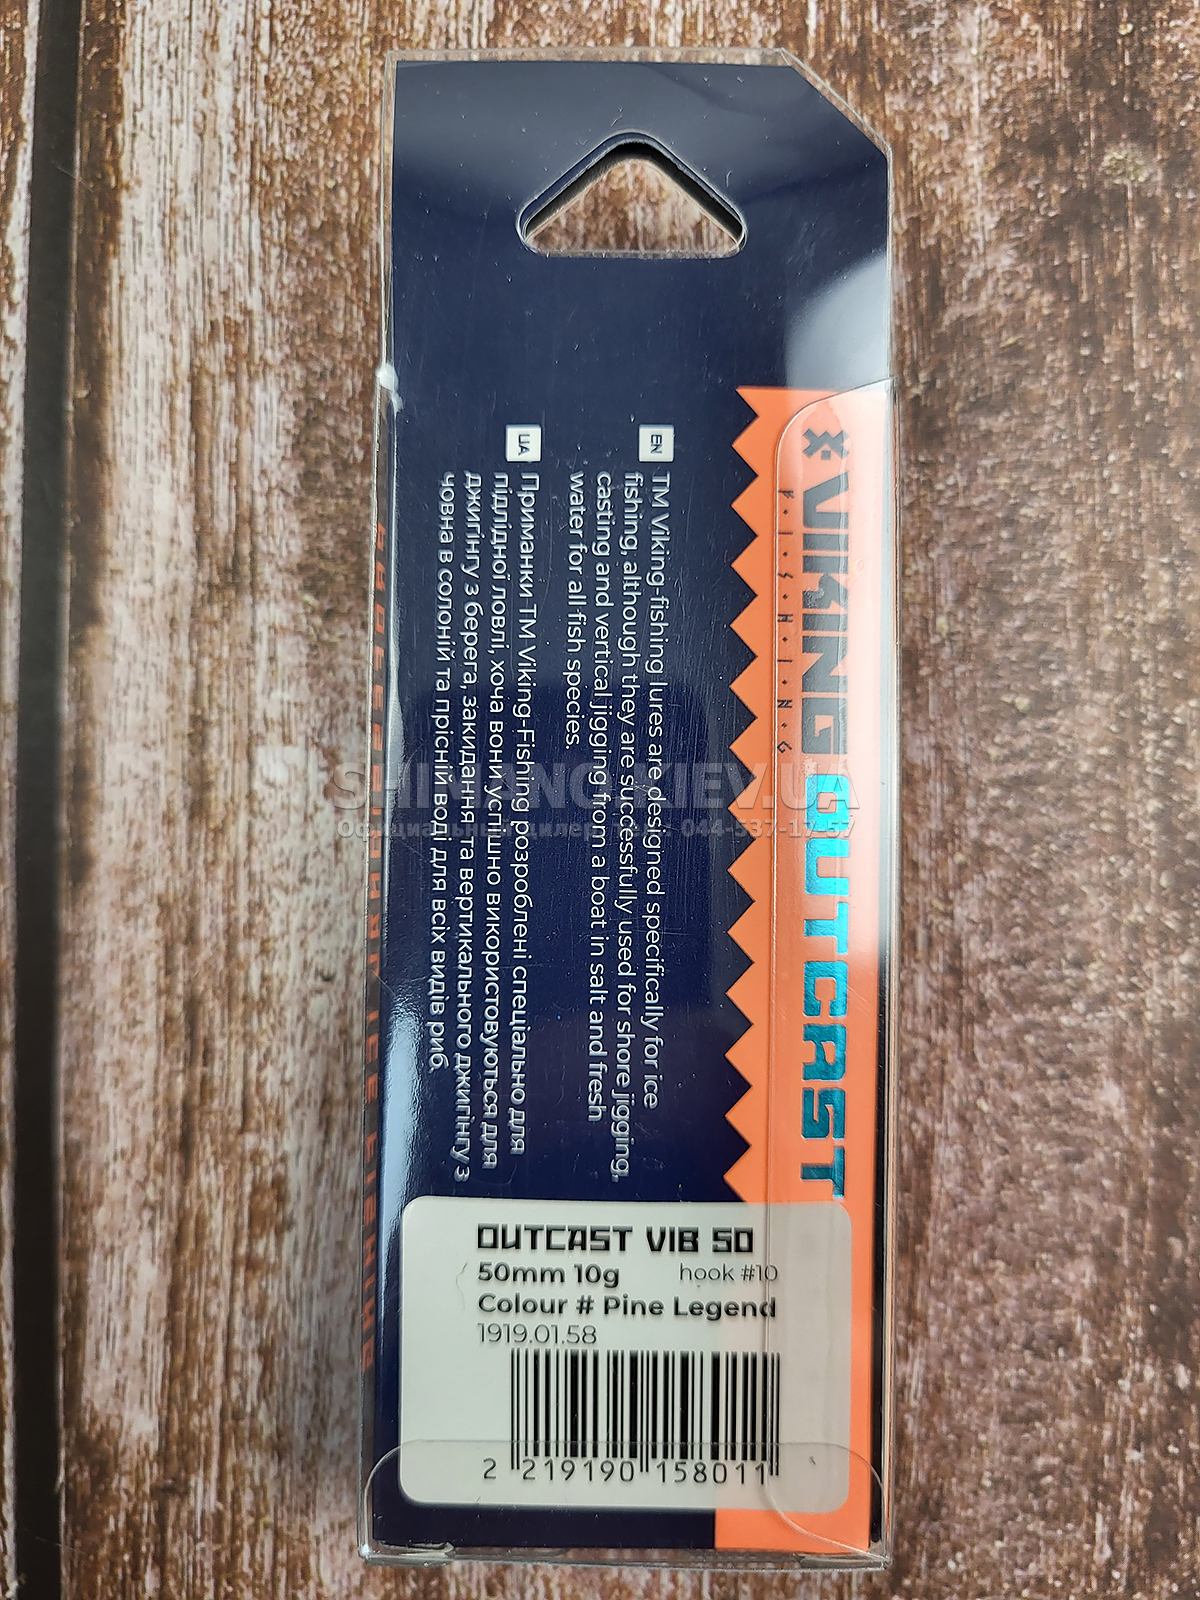 VIKING OUTCAST
F·I·S·H·I·N·G
EN
TM Viking-fishing lures are designed specifically for ice
fishing, although they are successfully used for shore jigging,
casting and vertical jigging from a boat in salt and fresh
water for all fish species.
UA
Приманки ТМ Viking-Fishing розроблені спеціально для
підлідної ловлі, хоча вони успішно використовуються для
джигінгу з берега, закидання та вертикального джигінгу з
човна в солоній та прісній воді для всіх видів риб.
SHIMANO.KIEV.UA
Официальный дилер 044-537-17-57
OUTCAST VIB 50
50mm 10g hook #10
Colour # Pine Legend
1919.01.58
2 219190 158011